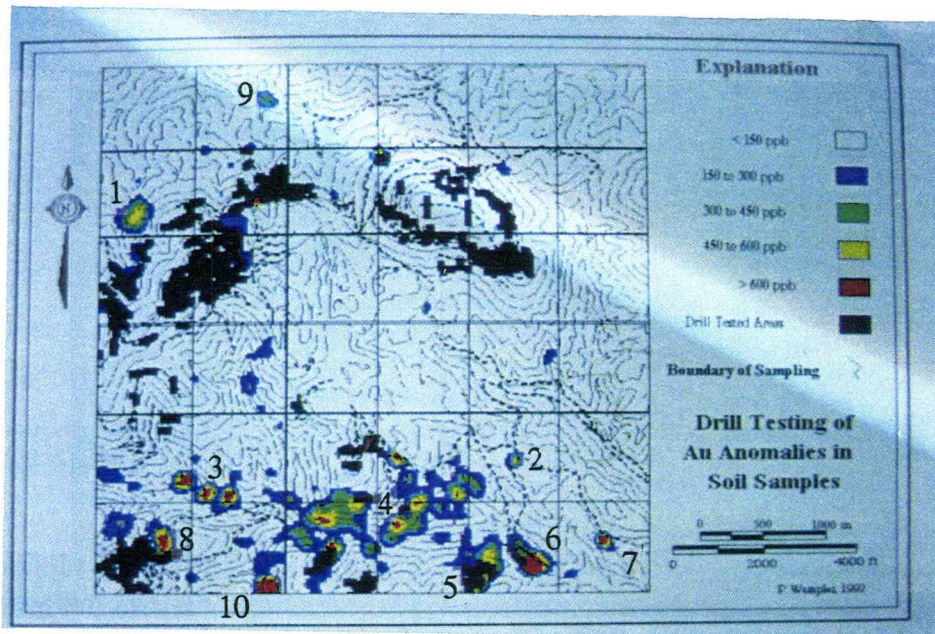 Explanation
< 150 ppb
150 to 300 ppb
300 to 450 ppb
450 to 600 ppb
> 600 ppb
Drill Tested Areas
Boundary of Sampling
Drill Testing of
Au Anomalies in
Soil Samples
0 500 1000 m
0 2000 4000 ft
P. Wampler, 1992
N
9
1
2
3
4
8
6
7
5
10